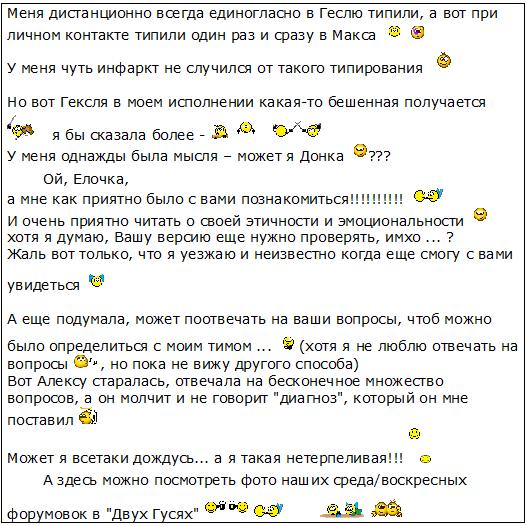 Меня дистанционно всегда единогласно в Геслю типили, а вот при
личном контакте типили один раз и сразу в Макса
У меня чуть инфаркт не случился от такого типирования
Но вот Гексля в моем исполнении какая-то бешенная получается
я бы сказала более -
У меня однажды была мысля – может я Донка ???
Ой, Елочка,
а мне как приятно было с вами познакомиться!!!!!!!!!!
И очень приятно читать о своей этичности и эмоциональности
хотя я думаю, Вашу версию еще нужно проверять, имхо ... ?
Жаль вот только, что я уезжаю и неизвестно когда еще смогу с вами
увидеться
А еще подумала, может поотвечать на ваши вопросы, чтоб можно
было определиться с моим тимом ... (хотя я не люблю отвечать на
вопросы , но пока не вижу другого способа)
Вот Алексу старалась, отвечала на бесконечное множество
вопросов, а он молчит и не говорит "диагноз", который он мне
поставил
Может я всетаки дождусь... а я такая нетерпеливая!!!
А здесь можно посмотреть фото наших среда/воскресных
форумовок в "Двух Гусях"